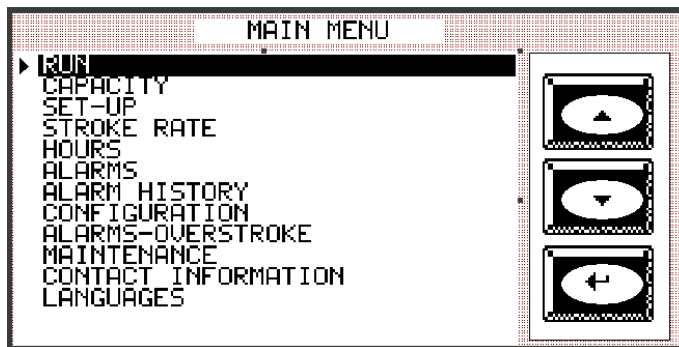 MAIN MENU
RUN
CAPACITY
SET-UP
STROKE RATE
HOURS
ALARMS
ALARM HISTORY
CONFIGURATION
ALARMS-OVERSTROKE
MAINTENANCE
CONTACT INFORMATION
LANGUAGES